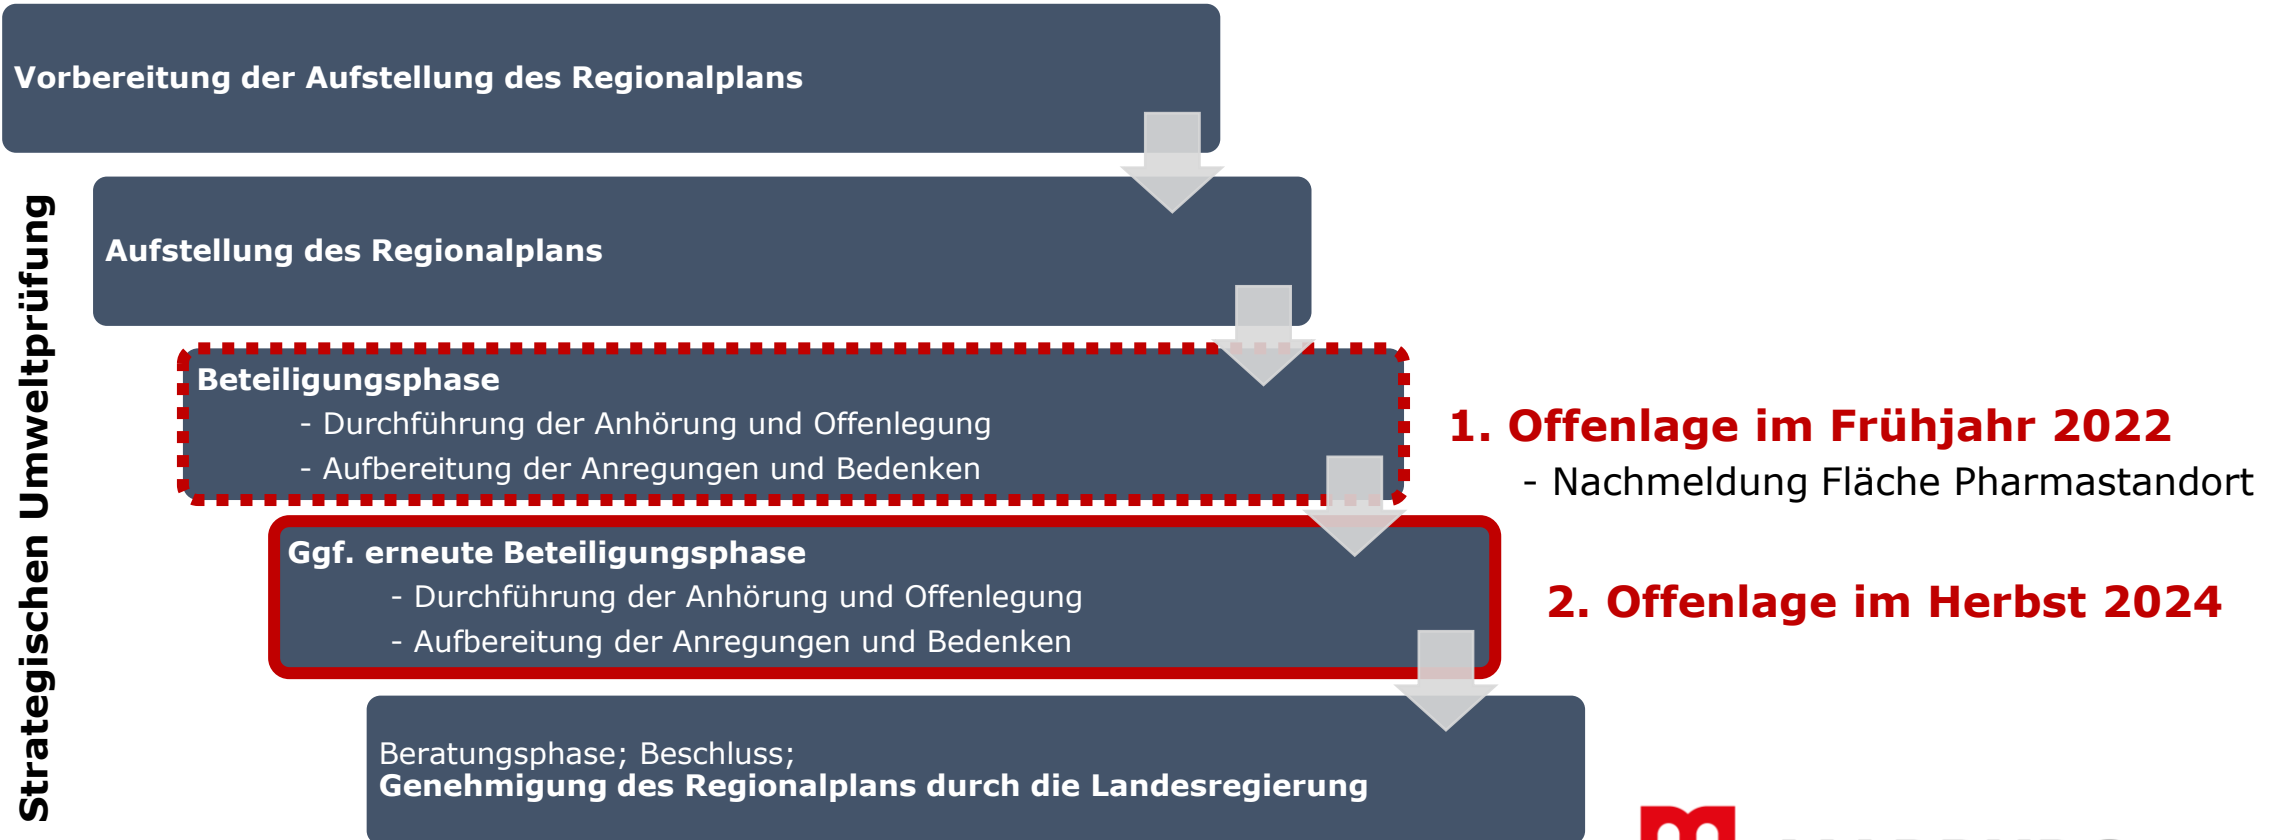 Vorbereitung der Aufstellung des Regionalplans
Strategischen Umweltprüfung
Aufstellung des Regionalplans
Beteiligungsphase
- Durchführung der Anhörung und Offenlegung
- Aufbereitung der Anregungen und Bedenken
1. Offenlage im Frühjahr 2022
- Nachmeldung Fläche Pharmastandort
Ggf. erneute Beteiligungsphase
- Durchführung der Anhörung und Offenlegung
- Aufbereitung der Anregungen und Bedenken
2. Offenlage im Herbst 2024
Beratungsphase; Beschluss;
Genehmigung des Regionalplans durch die Landesregierung